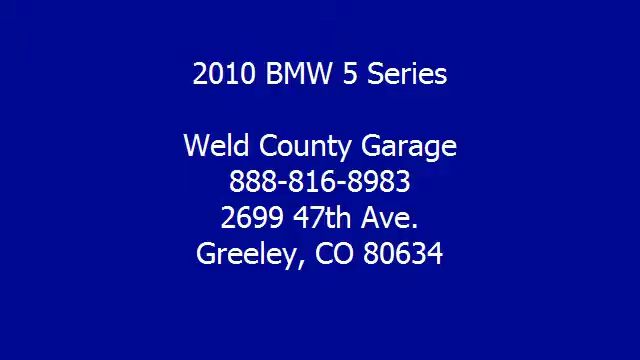 2010 BMW 5 Series
Weld County Garage
888-816-8983
2699 47th Ave.
Greeley, CO 80634